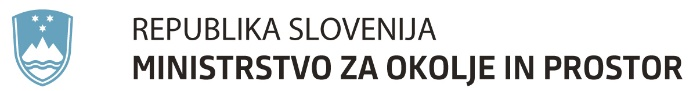 REPUBLIKA SLOVENIJA
MINISTRSTVO ZA OKOLJE IN PROSTOR